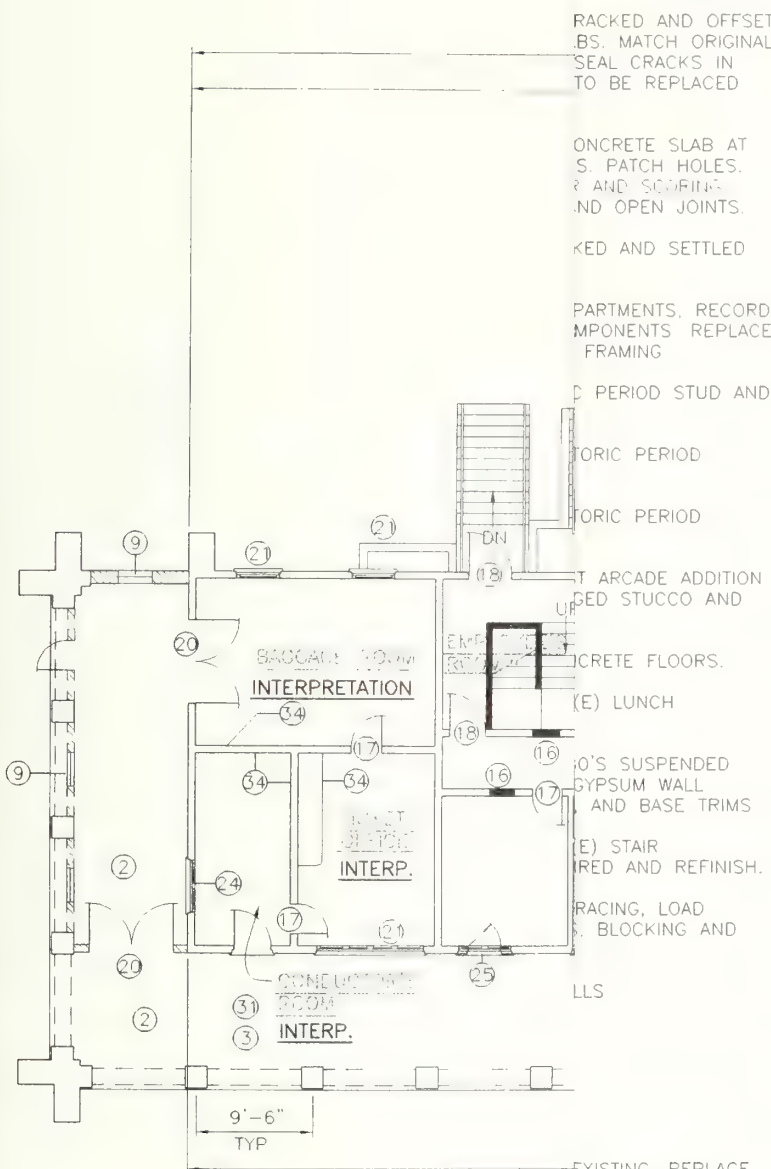 RACKED AND OFFSET
BS. MATCH ORIGINAL
SEAL CRACKS IN
TO BE REPLACED
ONCRETE SLAB AT
S. PATCH HOLES.
R AND SCORING
ND OPEN JOINTS.
KED AND SETTLED
PARTMENTS, RECORD
MPONENTS REPLACE
FRAMING
C PERIOD STUD AND
TORIC PERIOD
TORIC PERIOD
T ARCADE ADDITION
GED STUCCO AND
CRETE FLOORS.
(E) LUNCH
O'S SUSPENDED
GYPSUM WALL
AND BASE TRIMS
(E) STAIR
IRED AND REFINISH.
RACING, LOAD
S. BLOCKING AND
LLS
EXISTING REPLACE
9
21
21
DN
18
UP
20
BAGGAGE ROOM
INTERPRETATION
ROOM
34
17
18
16
9
34
34
16
17
TICKET
OFFICE
INTERP.
2
24
17
21
20
25
CONDUCTOR'S
ROOM
31
2
3
INTERP.
9'-6"
TYP